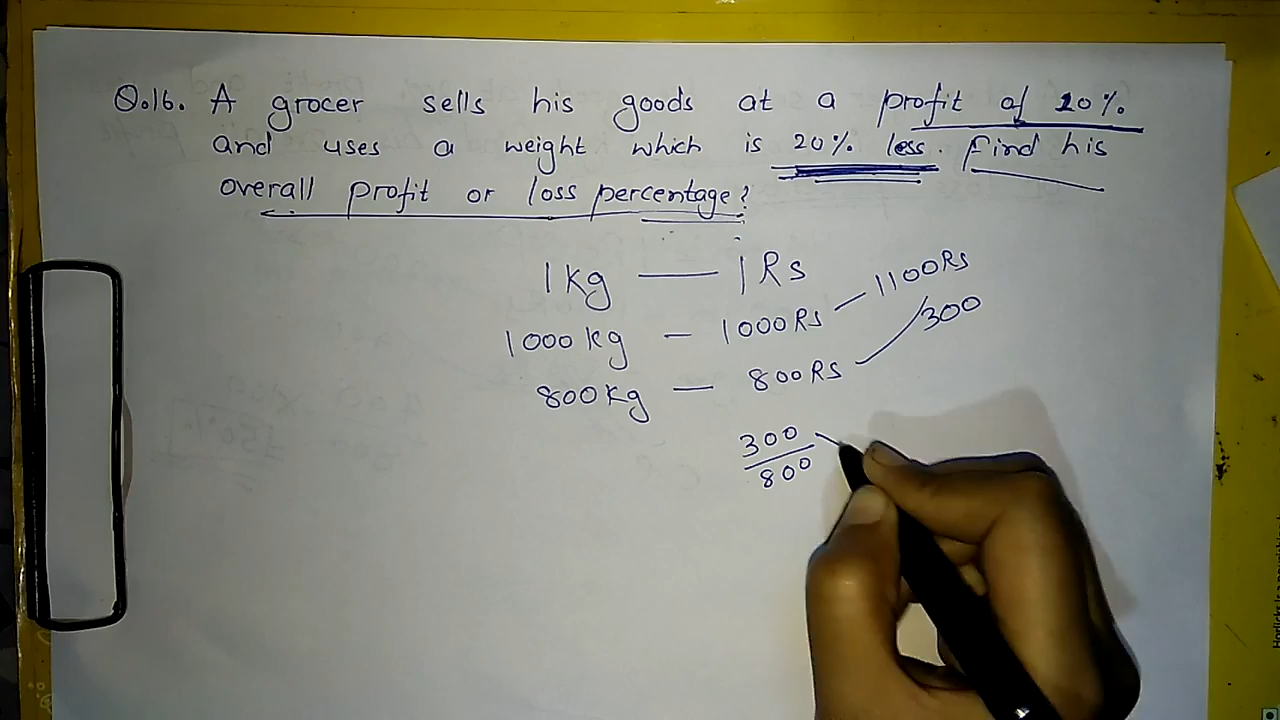 Q.16. A grocer sells his goods at a profit of 10%
and uses a weight which is 20% less. Find his
overall profit or loss percentage?
1kg — 1Rs
1000kg — 1000Rs — 1100Rs
300
800kg — 800Rs
300
800